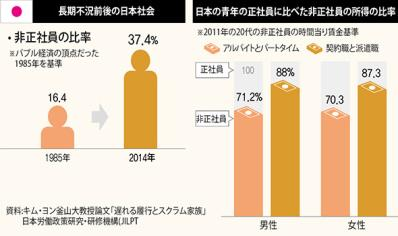 長期不況前後の日本社会
・非正社員の比率
※バブル経済の頂点だった
1985年を基準
16,4
37,4%
1985年
2014年
資料:キム・ヨン釜山大教授論文「遅れる履行とスクラム家族」
日本労働政策研究・研修機構(JILPT
日本の青年の正社員に比べた非正社員の所得の比率
※2011年の20代の非正社員の時間当り賃金基準
アルバイトとパートタイム
契約職と派遣職
正社員
100
非正社員
71,2%
88%
70,3
87,3
男性
女性